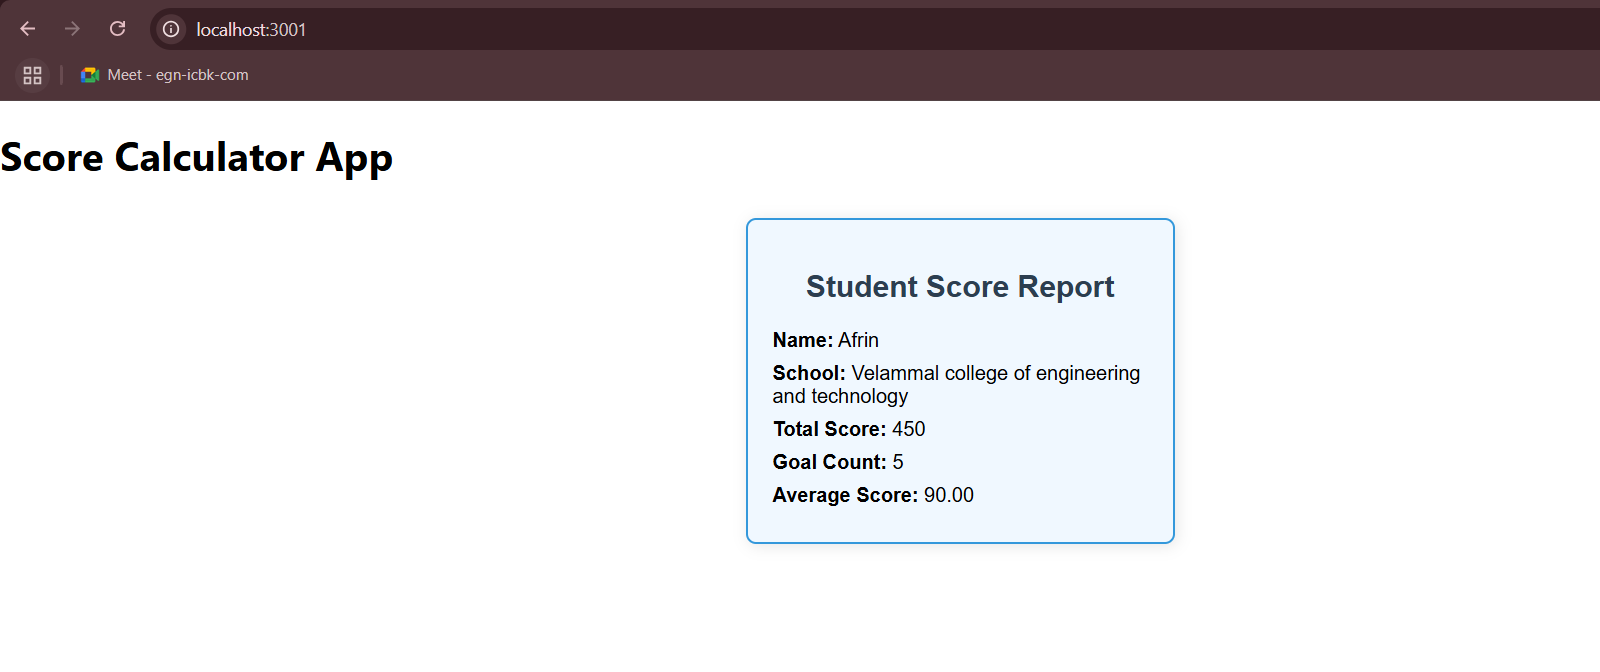 localhost:3001
Meet - egn-icbk-com
Score Calculator App
Student Score Report
Name: Afrin
School: Velammal college of engineering
and technology
Total Score: 450
Goal Count: 5
Average Score: 90.00